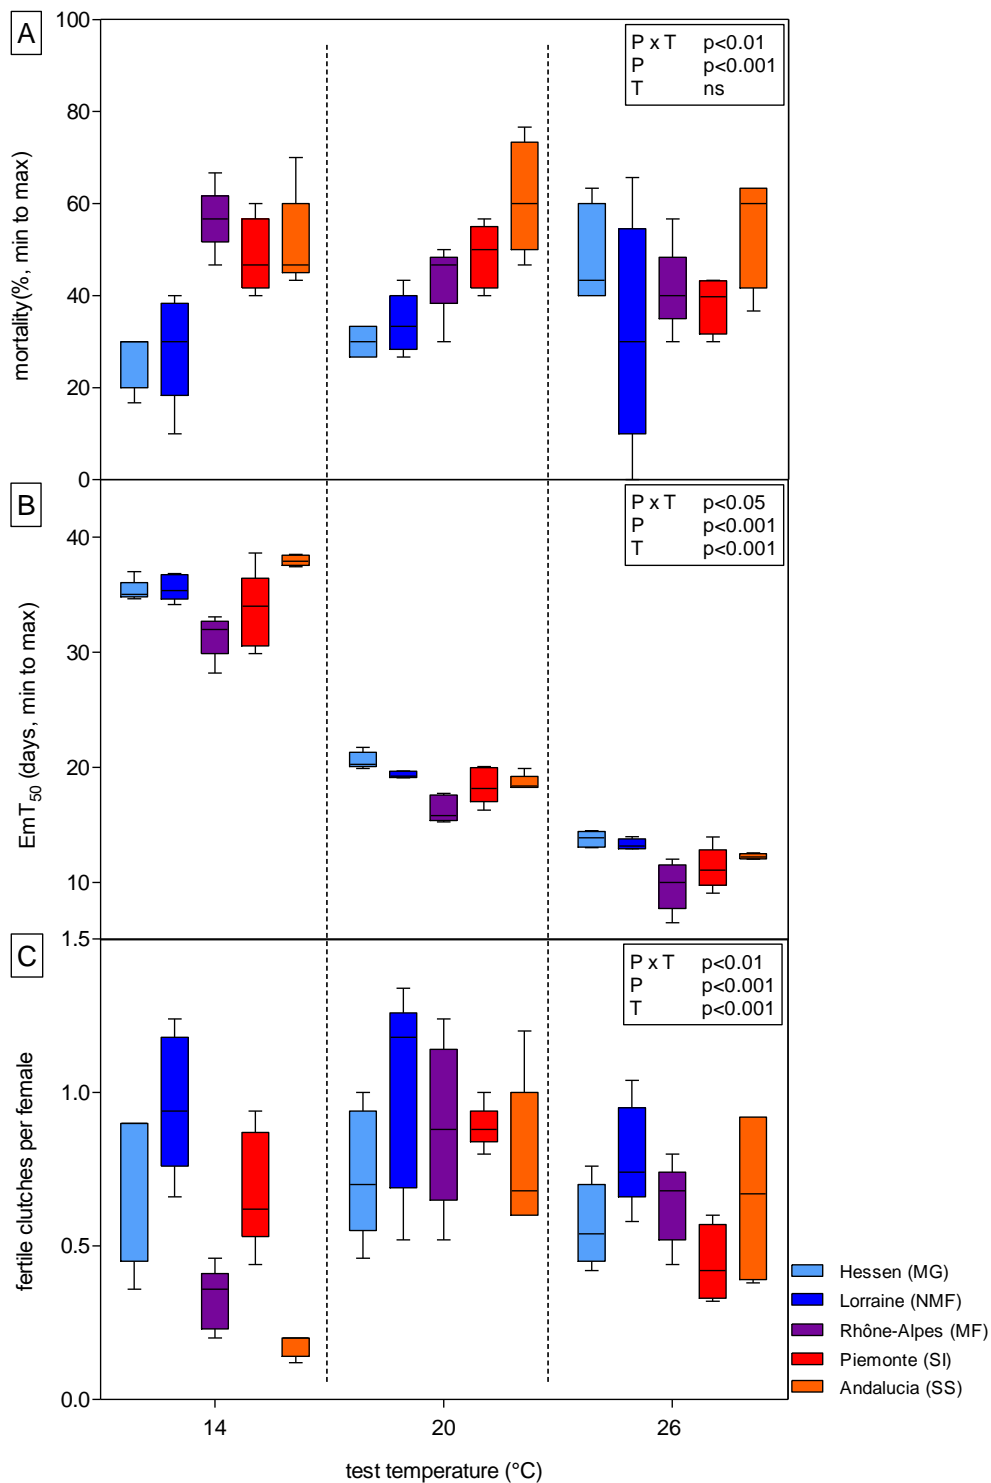 A
100
80
60
40
20
0
mortality(%, min to max)
P x T p<0.01
P p<0.001
T ns
B
40
30
20
10
EmT50 (days, min to max)
P x T p<0.05
P p<0.001
T p<0.001
C
1.5
1.0
0.5
0.0
fertile clutches per female
P x T p<0.01
P p<0.001
T p<0.001
Hessen (MG)
Lorraine (NMF)
Rhône-Alpes (MF)
Piemonte (SI)
Andalucia (SS)
14 20 26
test temperature (°C)